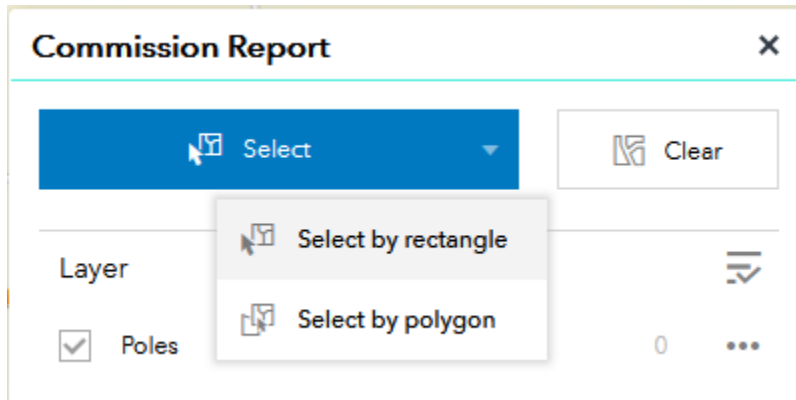 Commission Report
Select
Clear
Select by rectangle
Layer
Select by polygon
Poles 0